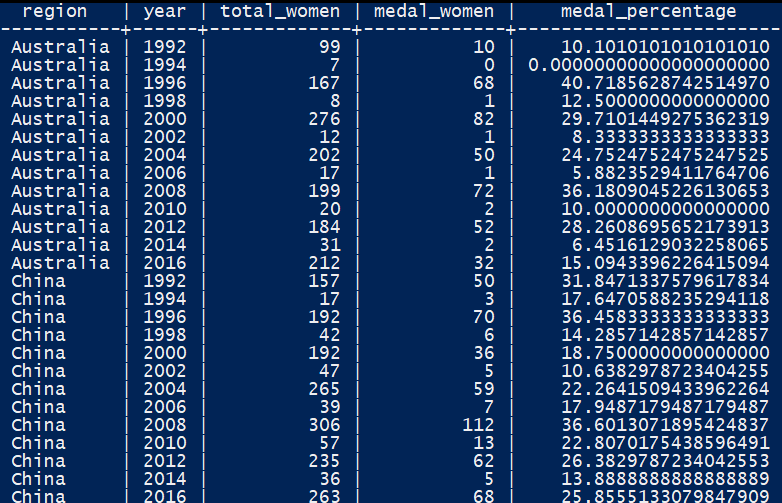 region | year | total_women | medal_women | medal_percentage
-----------+------+-------------+-------------+------------------------
Australia | 1992 | 99 | 10 | 10.1010101010101010
Australia | 1994 | 7 | 0 | 0.00000000000000000000
Australia | 1996 | 167 | 68 | 40.7185628742514970
Australia | 1998 | 8 | 1 | 12.5000000000000000
Australia | 2000 | 276 | 82 | 29.7101449275362319
Australia | 2002 | 12 | 1 | 8.3333333333333333
Australia | 2004 | 202 | 50 | 24.7524752475247525
Australia | 2006 | 17 | 1 | 5.8823529411764706
Australia | 2008 | 199 | 72 | 36.1809045226130653
Australia | 2010 | 20 | 2 | 10.0000000000000000
Australia | 2012 | 184 | 52 | 28.2608695652173913
Australia | 2014 | 31 | 2 | 6.4516129032258065
Australia | 2016 | 212 | 32 | 15.0943396226415094
China | 1992 | 157 | 50 | 31.8471337579617834
China | 1994 | 17 | 3 | 17.6470588235294118
China | 1996 | 192 | 70 | 36.4583333333333333
China | 1998 | 42 | 6 | 14.2857142857142857
China | 2000 | 192 | 36 | 18.7500000000000000
China | 2002 | 47 | 5 | 10.6382978723404255
China | 2004 | 265 | 59 | 22.2641509433962264
China | 2006 | 39 | 7 | 17.9487179487179487
China | 2008 | 306 | 112 | 36.6013071895424837
China | 2010 | 57 | 13 | 22.8070175438596491
China | 2012 | 235 | 62 | 26.3829787234042553
China | 2014 | 36 | 5 | 13.8888888888888889
China | 2016 | 263 | 68 | 25.8555133079847909